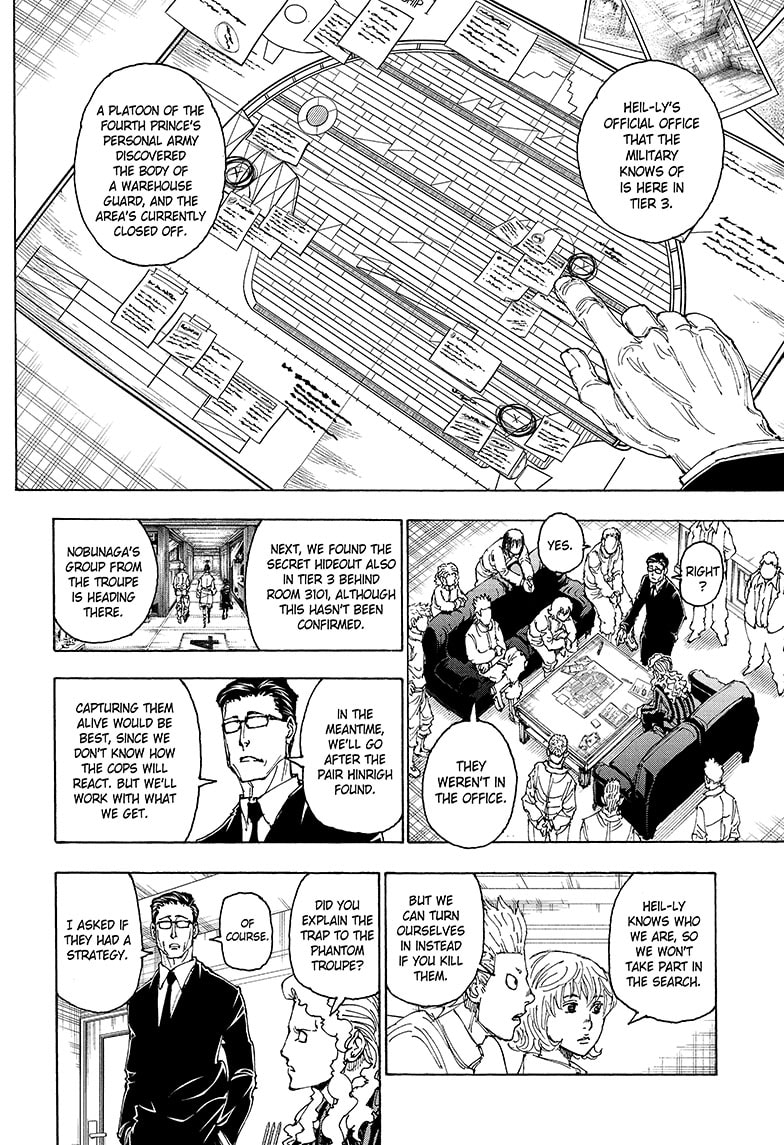 HEIL-LY'S
OFFICIAL OFFICE
THAT THE
MILITARY
KNOWS OF
IS HERE IN
TIER 3.
A PLATOON OF THE
FOURTH PRINCE'S
PERSONAL ARMY
DISCOVERED
THE BODY OF
A WAREHOUSE
GUARD, AND THE
AREA'S CURRENTLY
CLOSED OFF.
RIGHT
?
YES.
THEY
WEREN'T IN
THE OFFICE.
NEXT, WE FOUND THE
SECRET HIDEOUT ALSO
IN TIER 3 BEHIND
ROOM 3101, ALTHOUGH
THIS HASN'T BEEN
CONFIRMED.
NOBUNAGA'S
GROUP FROM
THE TROUPE
IS HEADING
THERE.
4
IN THE
MEANTIME,
WE'LL GO
AFTER THE
PAIR HINRIGH
FOUND.
CAPTURING THEM
ALIVE WOULD BE
BEST, SINCE WE
DON'T KNOW HOW
THE COPS WILL
REACT. BUT WE'LL
WORK WITH WHAT
WE GET.
HEIL-LY
KNOWS WHO
WE ARE, SO
WE WON'T
TAKE PART IN
THE SEARCH.
BUT WE
CAN TURN
OURSELVES
IN INSTEAD
IF YOU KILL
THEM.
DID YOU
EXPLAIN THE
TRAP TO THE
PHANTOM
TROUPE?
OF
COURSE.
I ASKED IF
THEY HAD A
STRATEGY.